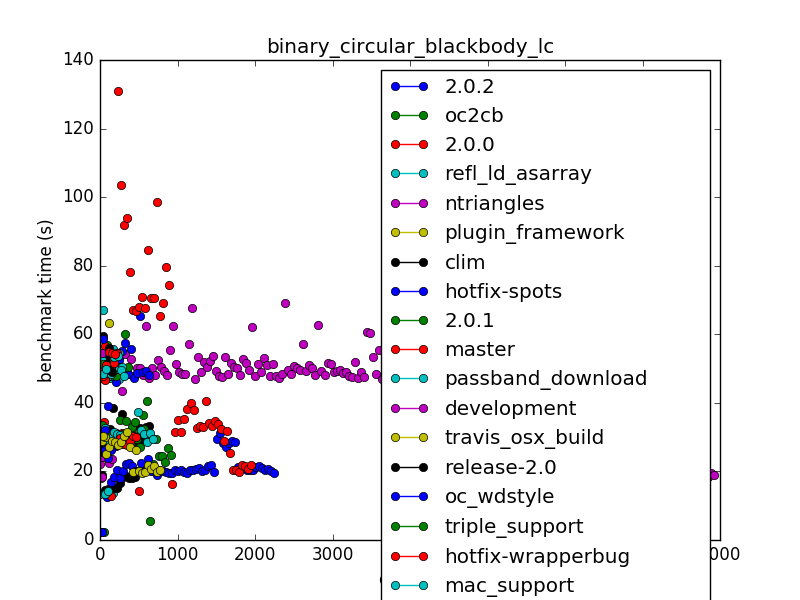 binary_circular_blackbody_lc
benchmark time (s)
140
120
100
80
60
40
20
0
0
1000
2000
3000
000
2.0.2
oc2cb
2.0.0
refl_ld_asarray
ntriangles
plugin_framework
clim
hotfix-spots
2.0.1
master
passband_download
development
travis_osx_build
release-2.0
oc_wdstyle
triple_support
hotfix-wrapperbug
mac_support